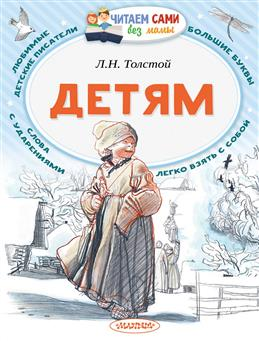 ЧИТАЕМ САМИ
без мамы
ЛЮБИМЫЕ
ДЕТСКИЕ ПИСАТЕЛИ
БОЛЬШИЕ БУКВЫ
Л.Н. Толстой
ДЕТЯМ
СЛОВА
С УДАРЕНИЯМИ
ЛЕГКО ВЗЯТЬ С СОБОЙ
МАЛЫШ